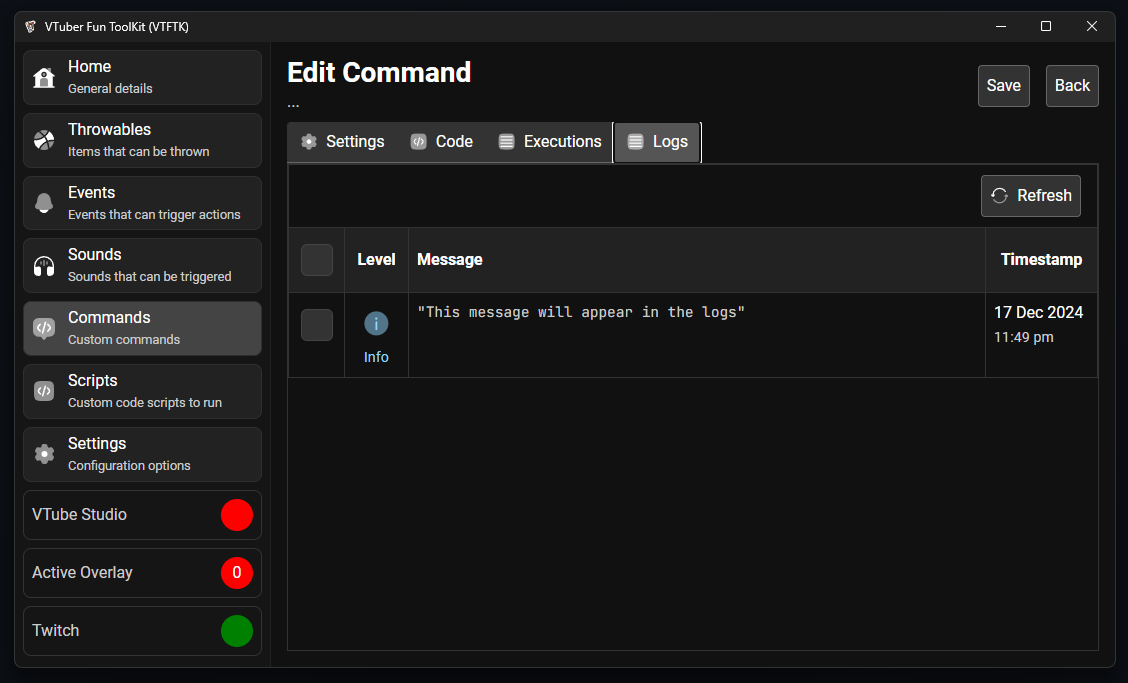 VTuber Fun ToolKit (VTFTK)
Home
General details
Throwables
Items that can be thrown
Events
Events that can trigger actions
Sounds
Sounds that can be triggered
Commands
Custom commands
Scripts
Custom code scripts to run
Settings
Configuration options
VTube Studio
Active Overlay 0
Twitch
Edit Command
...
Save Back
Settings Code Executions Logs
Refresh
Level Message Timestamp
"This message will appear in the logs" 17 Dec 2024
Info 11:49 pm